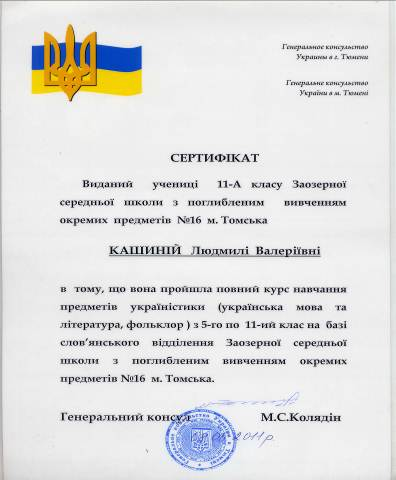 Генеральное консульство
Украины в г. Тюмени
Генеральне консульство
України в м. Тюмені
СЕРТИФІКАТ
Виданий учениці 11-А класу Заозерної
середньої школи з поглибленим вивченням
окремих предметів №16 м. Томська
КАШИНІЙ Людмилі Валеріївні
в тому, що вона пройшла повний курс навчання
предметів україністики (українська мова та
література, фольклор ) з 5-го по 11-ий клас на базі
слов’янського відділення Заозерної середньої
школи з поглибленим вивченням окремих
предметів №16 м. Томська.
Генеральний консул М.С.Колядін
2011р